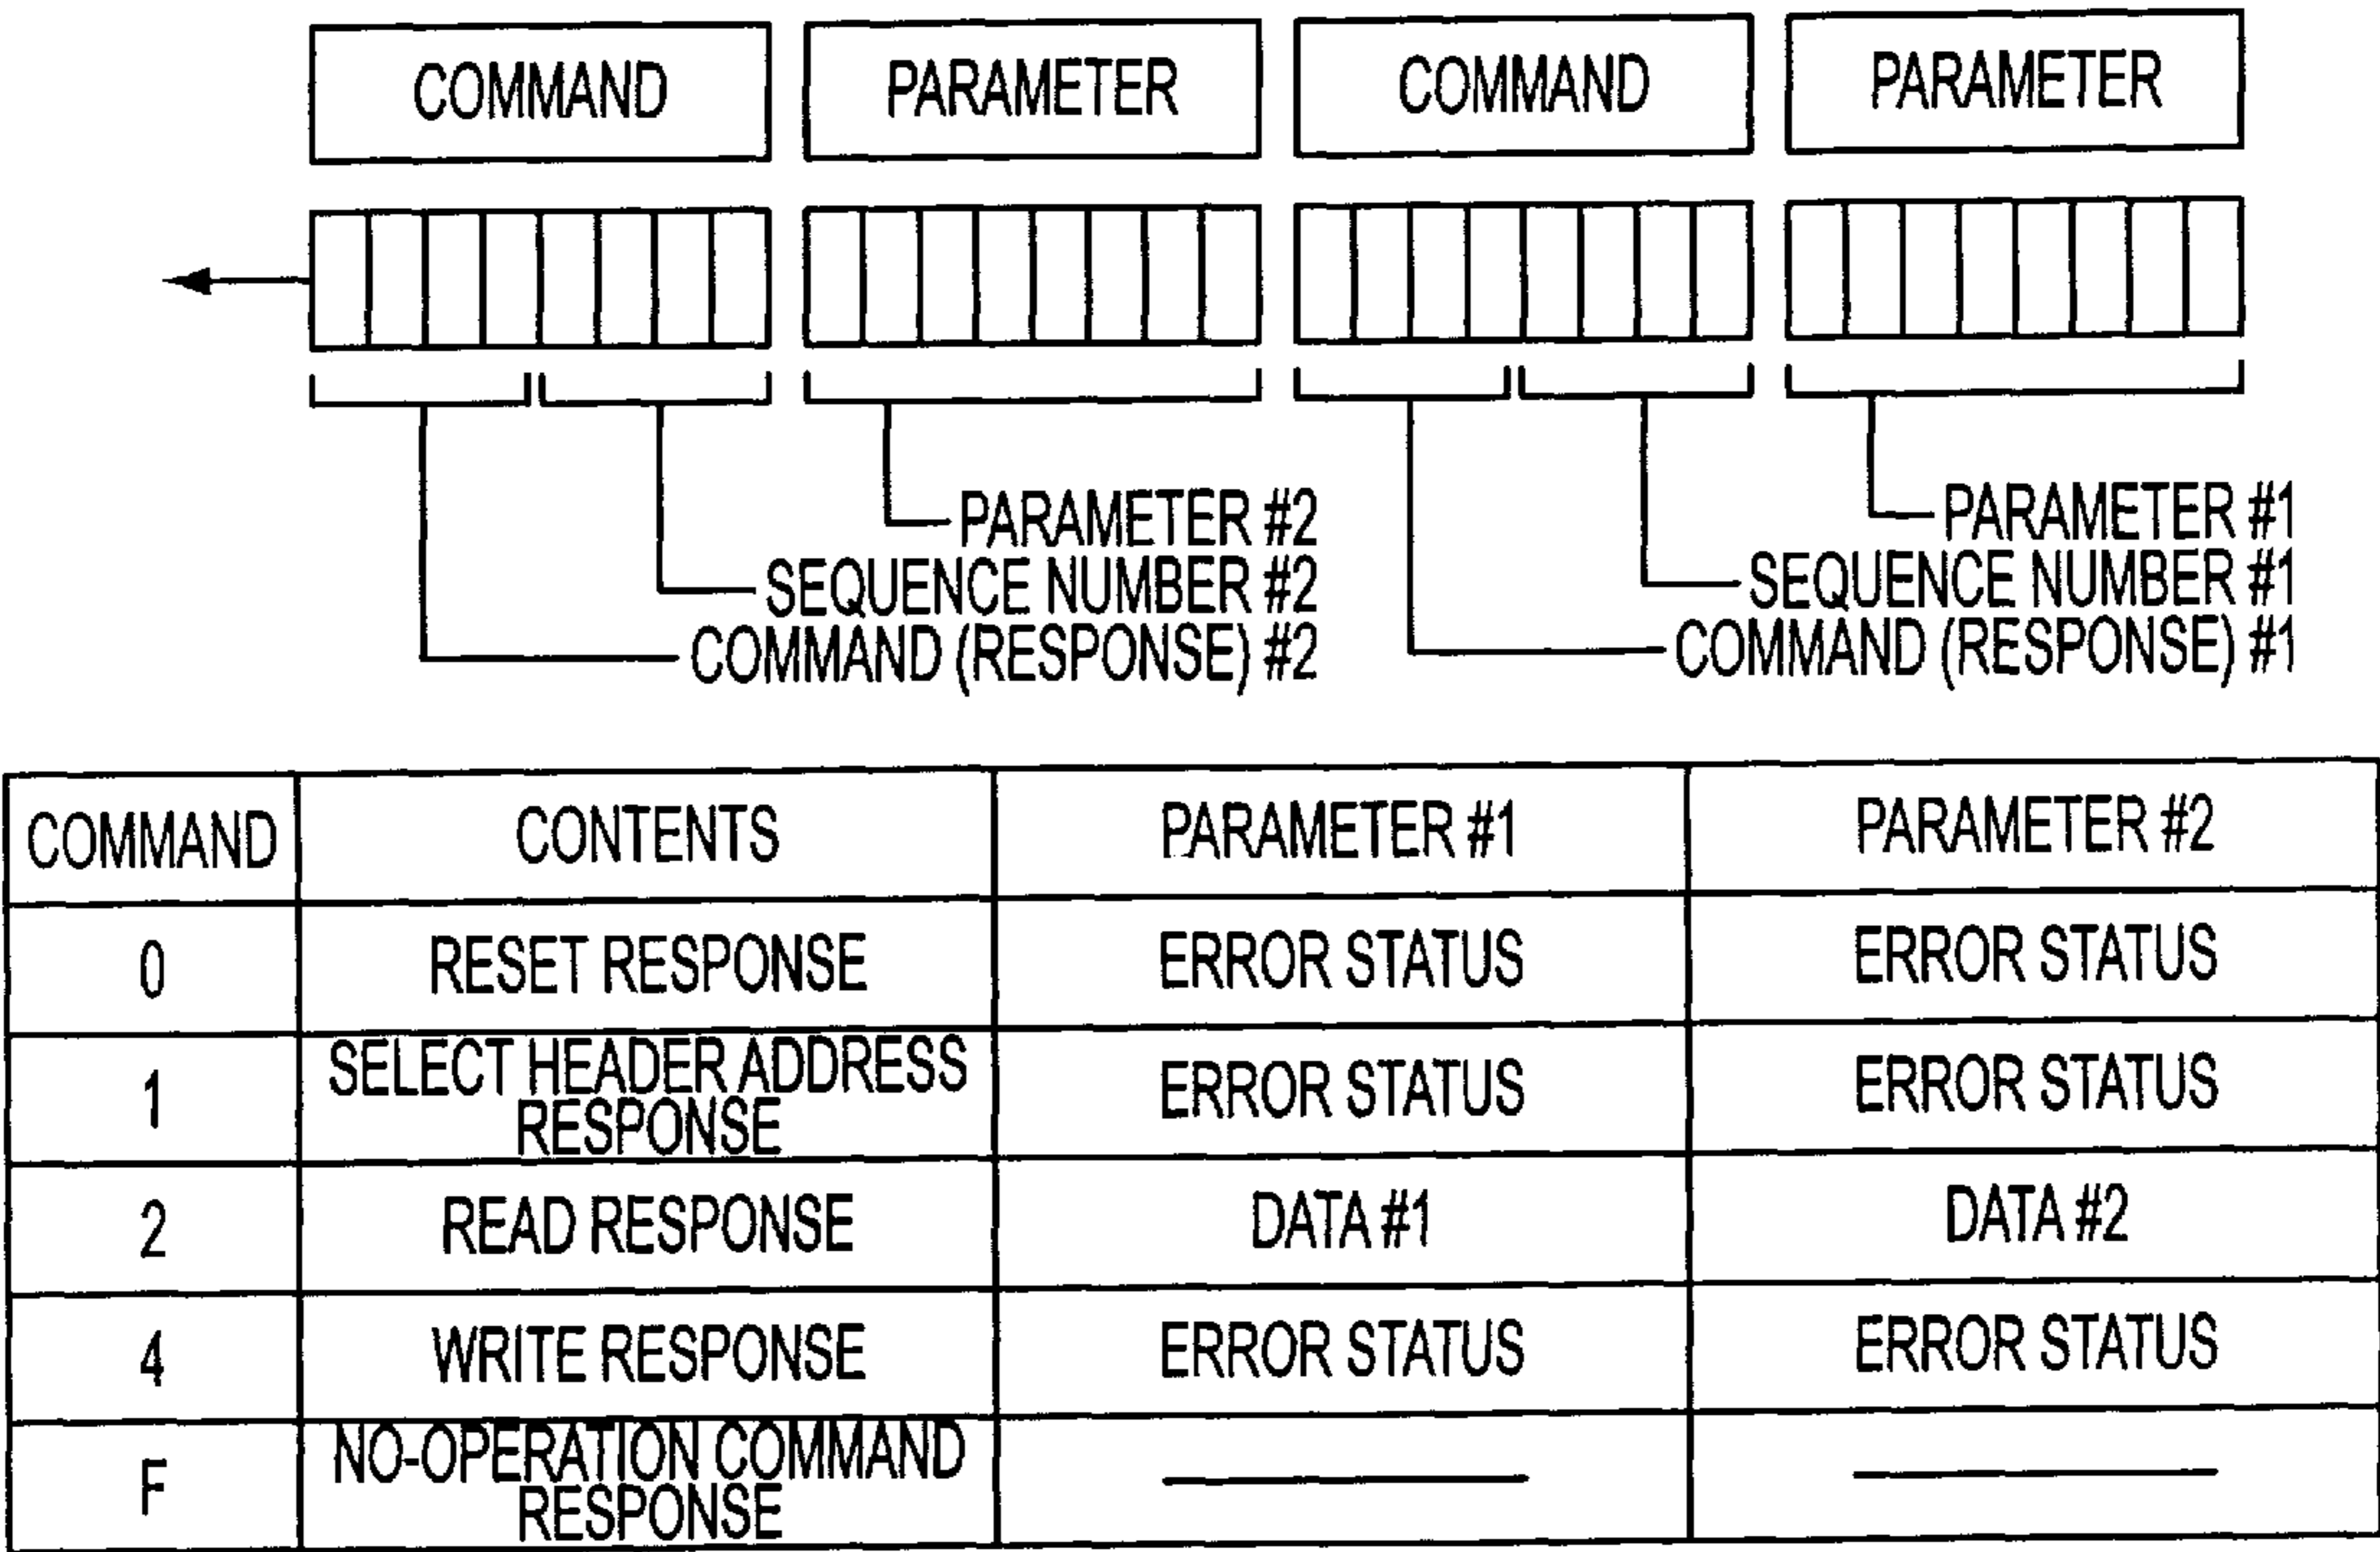 COMMAND PARAMETER COMMAND PARAMETER
PARAMETER #2 PARAMETER #1
SEQUENCE NUMBER #2 SEQUENCE NUMBER #1
COMMAND (RESPONSE) #2 COMMAND (RESPONSE) #1
COMMAND CONTENTS PARAMETER #1 PARAMETER #2
0 RESET RESPONSE ERROR STATUS ERROR STATUS
1 SELECT HEADER ADDRESS RESPONSE ERROR STATUS ERROR STATUS
2 READ RESPONSE DATA #1 DATA #2
4 WRITE RESPONSE ERROR STATUS ERROR STATUS
F NO-OPERATION COMMAND RESPONSE